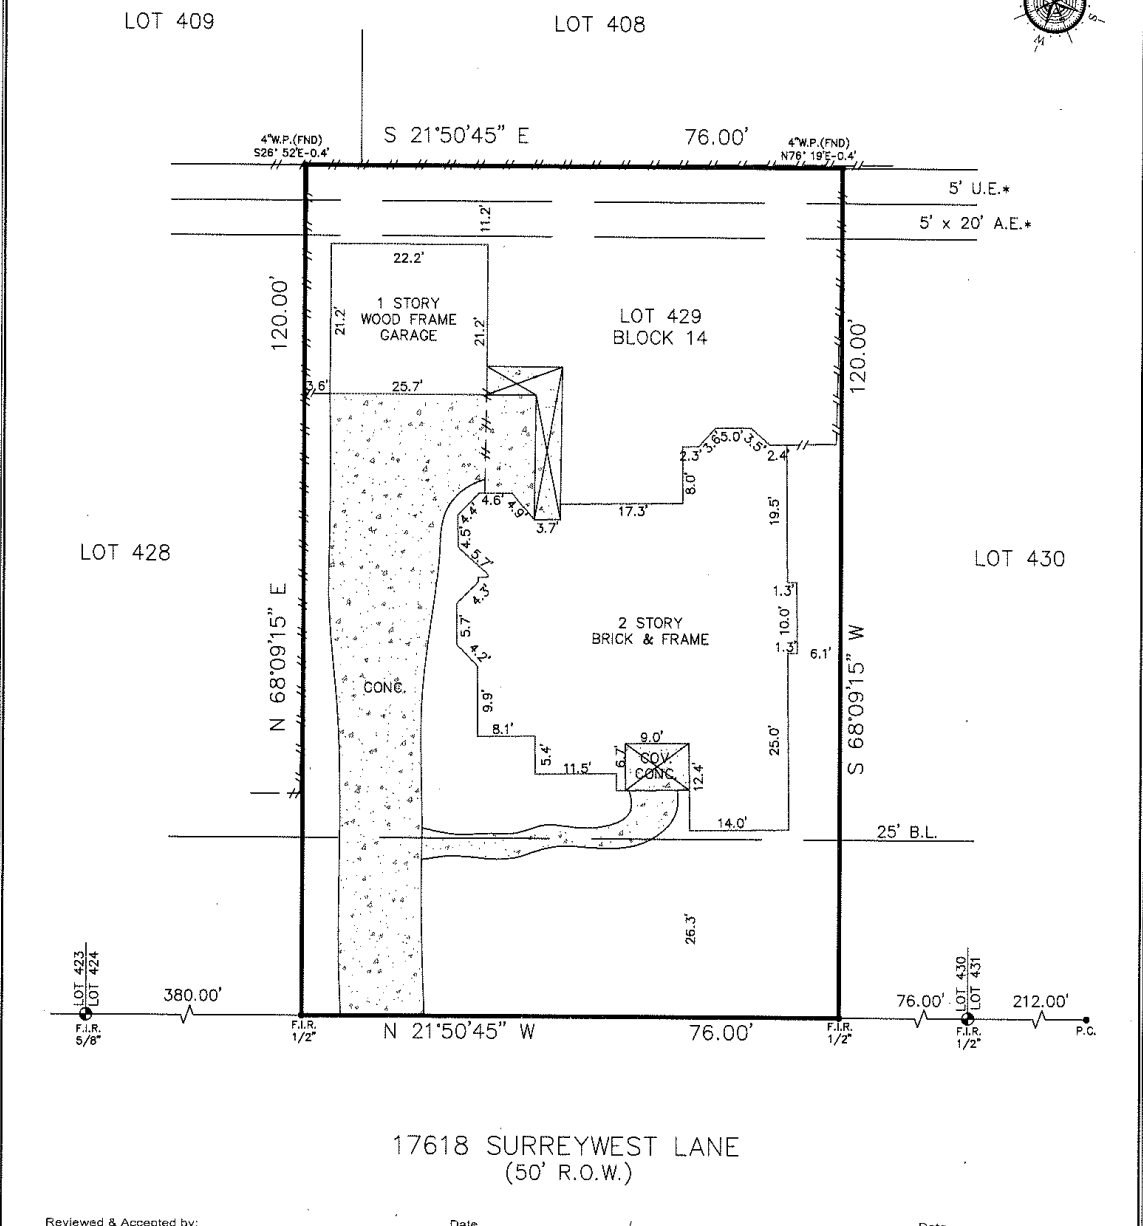 LOT 409
LOT 408
S
W
4"W.P.(FND)
S26° 52'E-0.4'
S 21°50'45" E
76.00'
4"W.P.(FND)
N76° 19'E-0.4'
5' U.E.*
5' x 20' A.E.*
11.2'
22.2'
1 STORY
WOOD FRAME
GARAGE
21.2'
21.2'
120.00'
LOT 429
BLOCK 14
120.00'
3.6'
25.7'
2.3'
3.6'
5.0'
3.5'
2.4'
6.1'
8.0'
17.3'
19.5'
4.6'
4.9'
3.7'
4.4'
4.5'
5.7'
LOT 428
LOT 430
4.3'
5.7'
4.2'
2 STORY
BRICK & FRAME
1.3'
10.0'
1.3'
6.1'
N 68°09'15" E
S 68°09'15" W
CONC.
9.9'
8.1'
5.4'
11.5'
6.7'
9.0'
COV.
CONC.
12.4'
25.0'
14.0'
25' B.L.
26.3'
LOT 423
LOT 424
380.00'
LOT 430
LOT 431
76.00'
212.00'
F.I.R.
5/8"
F.I.R.
1/2"
N 21°50'45" W
76.00'
F.I.R.
1/2"
F.I.R.
1/2"
P.C.
17618 SURREYWEST LANE
(50' R.O.W.)
Reviewed & Accepted by:
Date
Date